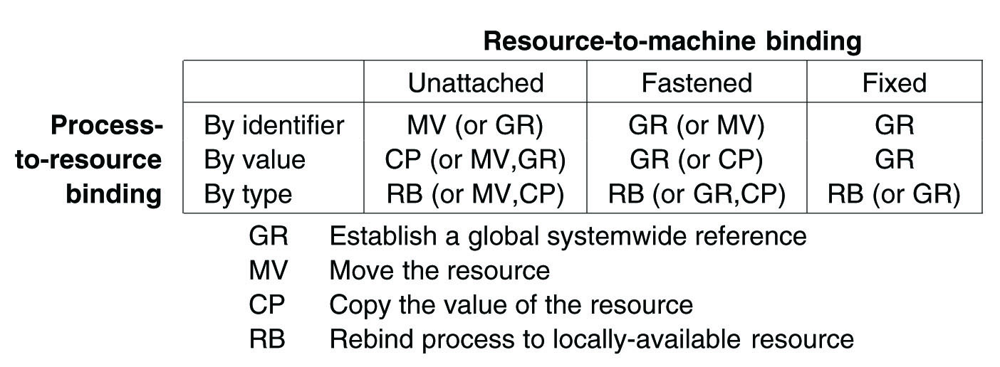 Resource-to-machine binding
Unattached Fastened Fixed
Process- By identifier MV (or GR) GR (or MV) GR
to-resource By value CP (or MV,GR) GR (or CP) GR
binding By type RB (or MV,CP) RB (or GR,CP) RB (or GR)
GR Establish a global systemwide reference
MV Move the resource
CP Copy the value of the resource
RB Rebind process to locally-available resource